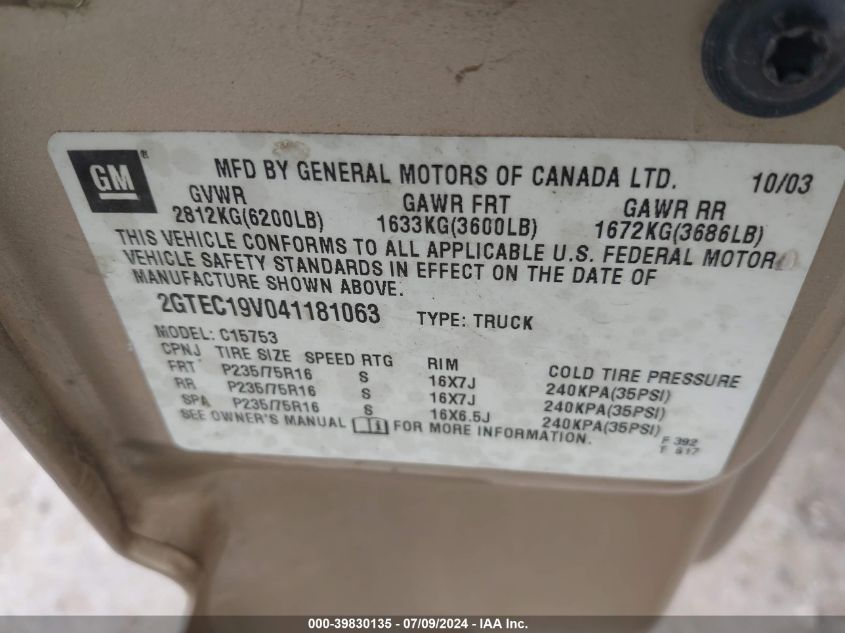 GM ® MFD BY GENERAL MOTORS OF CANADA LTD. 10/03
GVWR GAWR FRT GAWR RR
2812KG(6200LB) 1633KG(3600LB) 1672KG(3686LB)
THIS VEHICLE CONFORMS TO ALL APPLICABLE U.S. FEDERAL MOTOR
VEHICLE SAFETY STANDARDS IN EFFECT ON THE DATE OF
MANUFACTURE SHOWN ABOVE.
2GTEC19V041181063 TYPE: TRUCK
MODEL: C15753
CPNJ TIRE SIZE SPEED RTG RIM COLD TIRE PRESSURE
FRT P235/75R16 S 16X7J 240KPA(35PSI)
RR P235/75R16 S 16X7J 240KPA(35PSI)
SPA P235/75R16 S 16X6.5J 240KPA(35PSI)
SEE OWNER'S MANUAL FOR MORE INFORMATION.
F 392
F 817
000-39830135 - 07/09/2024 - IAA Inc.